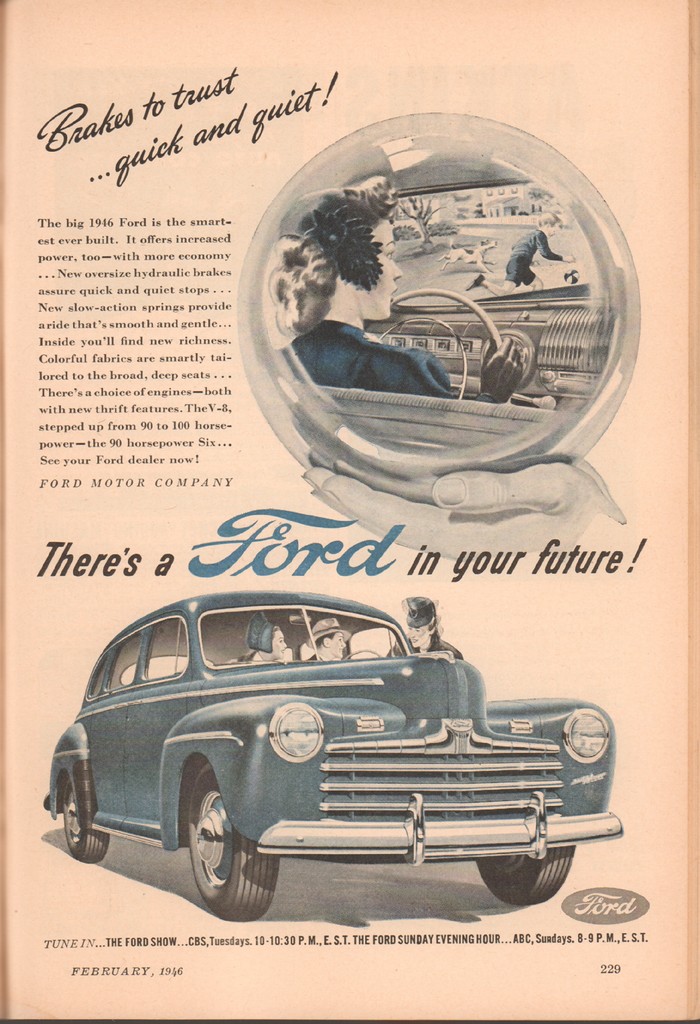 Brakes to trust
...quick and quiet!
The big 1946 Ford is the smart-
est ever built. It offers increased
power, too—with more economy
...New oversize hydraulic brakes
assure quick and quiet stops...
New slow-action springs provide
a ride that's smooth and gentle...
Inside you'll find new richness.
Colorful fabrics are smartly tai-
lored to the broad, deep seats...
There's a choice of engines—both
with new thrift features. The V-8,
stepped up from 90 to 100 horse-
power—the 90 horsepower Six...
See your Ford dealer now!
FORD MOTOR COMPANY
There's a Ford in your future!
Ford
TUNE IN...THE FORD SHOW...CBS, Tuesdays. 10-10:30 P.M., E.S.T. THE FORD SUNDAY EVENING HOUR...ABC, Sundays. 8-9 P.M., E.S.T.
FEBRUARY, 1946
229